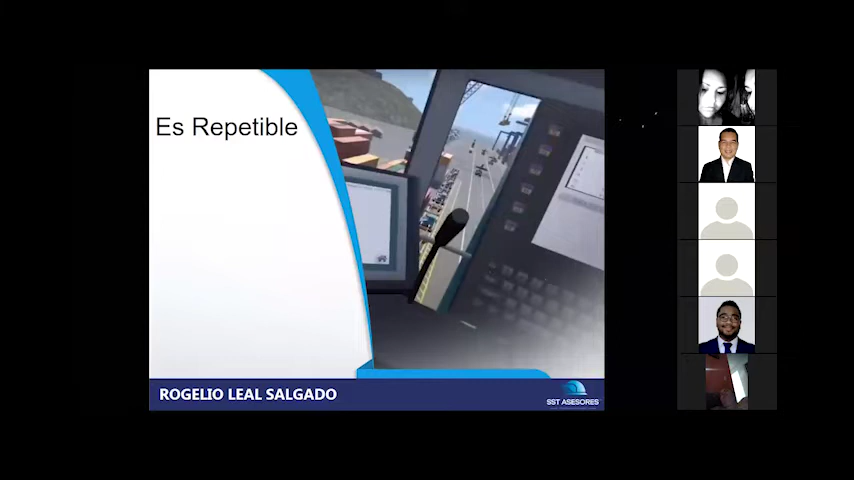 Es Repetible
ROGELIO LEAL SALGADO
SST ASESORES